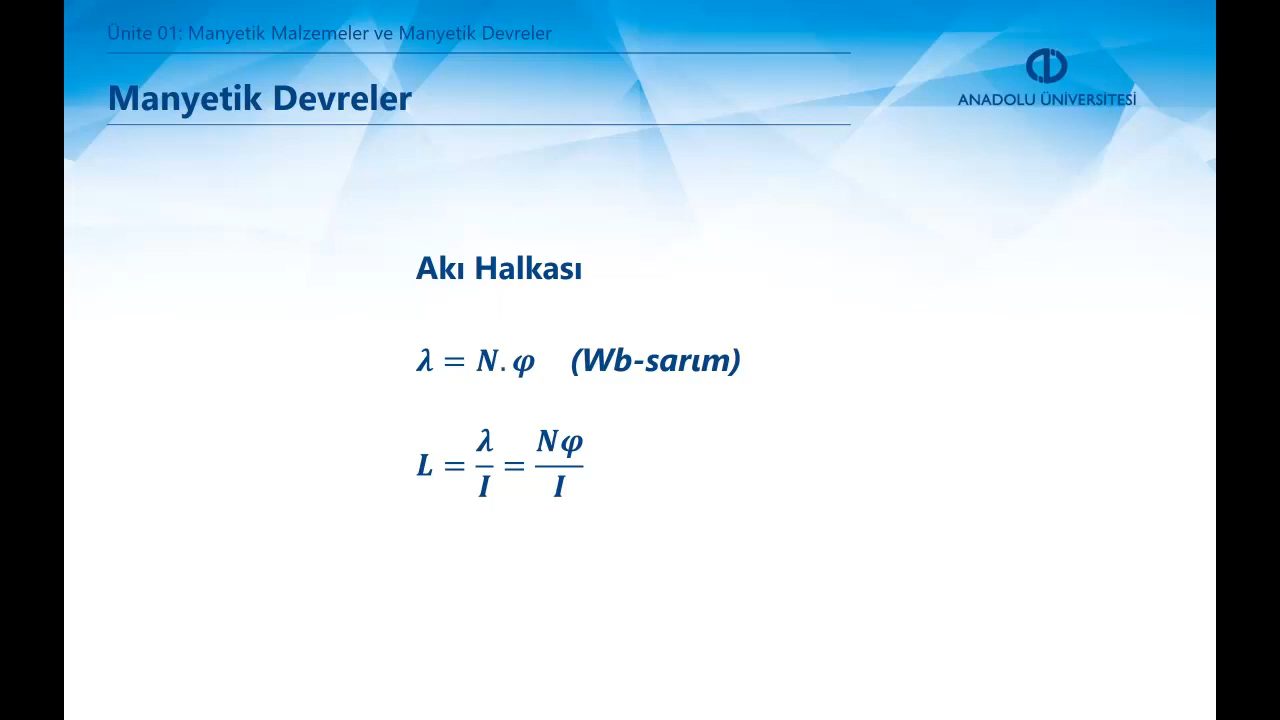 Ünite 01: Manyetik Malzemeler ve Manyetik Devreler
Manyetik Devreler
ANADOLU ÜNİVERSİTESİ
Akı Halkası
λ = N. φ (Wb-sarım)
L = λ/I = Nφ/I